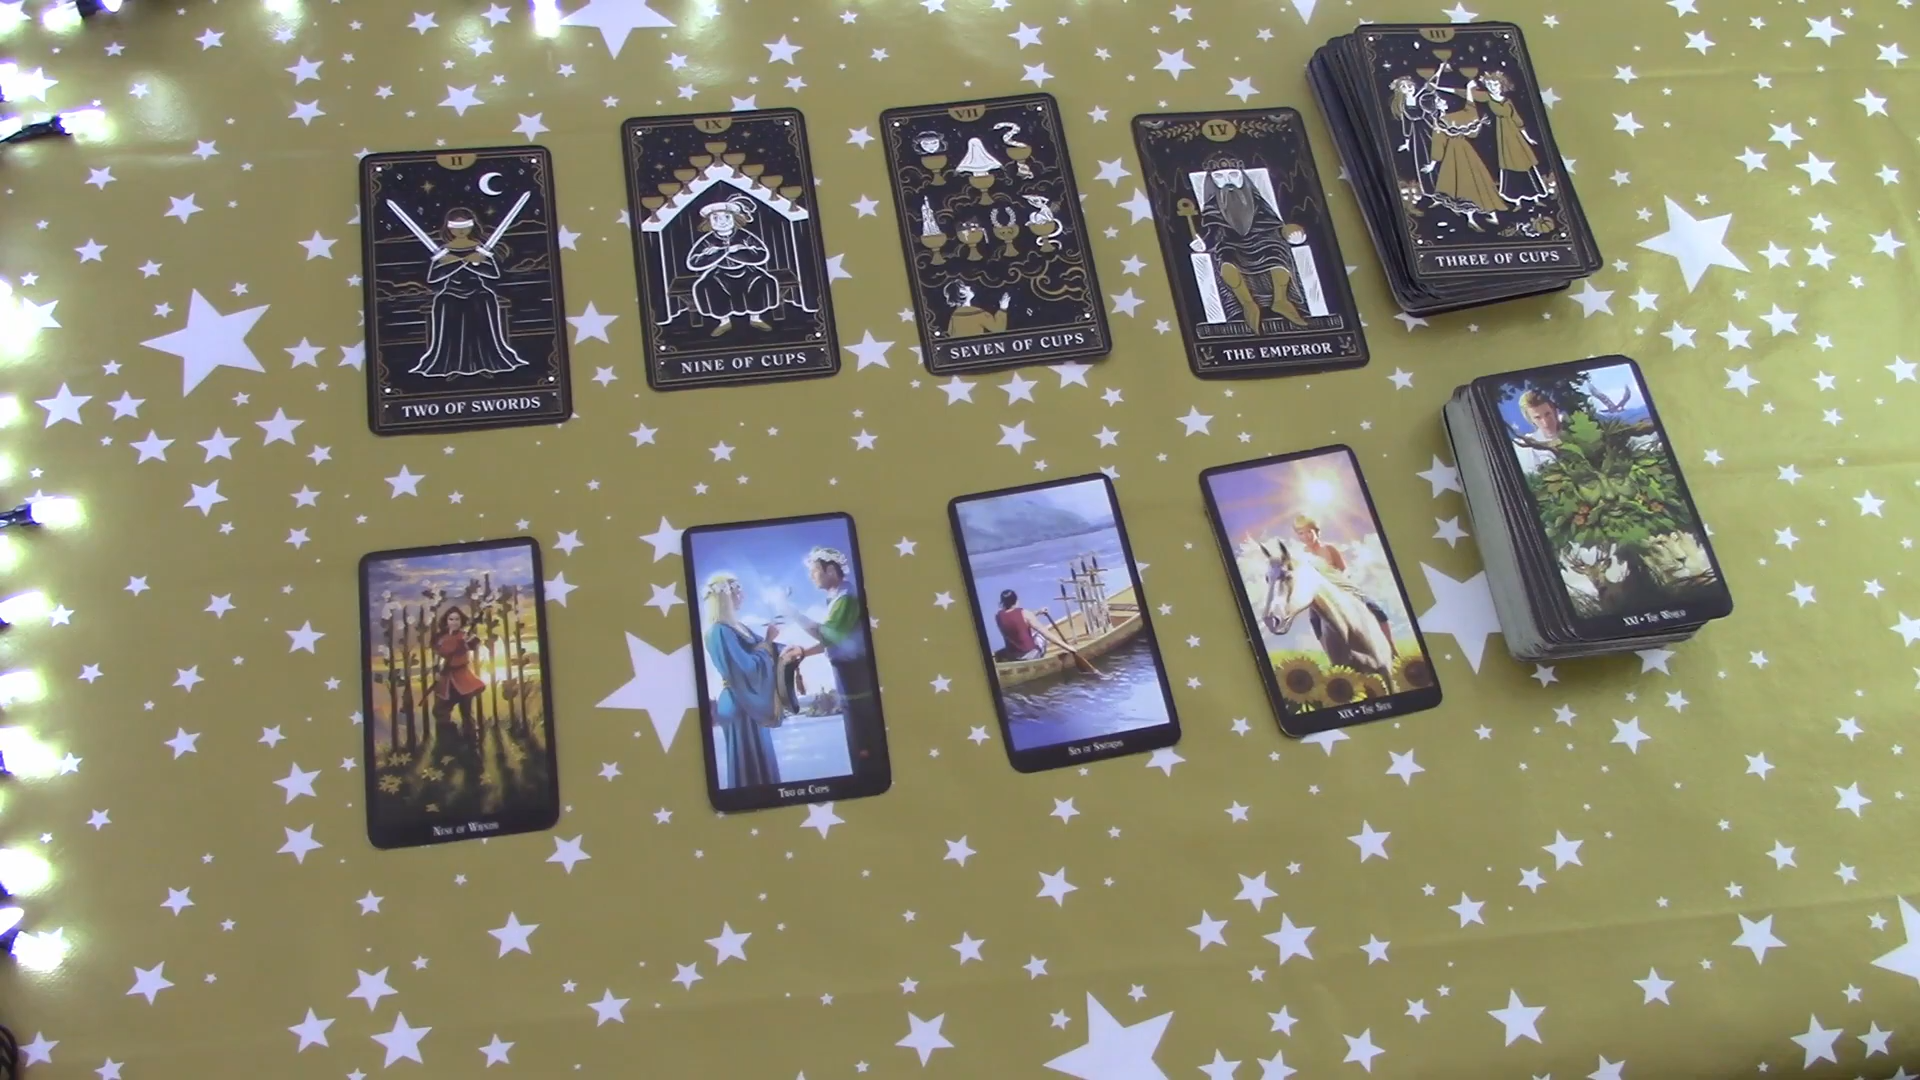 II
TWO OF SWORDS
IX
NINE OF CUPS
VII
SEVEN OF CUPS
IV
THE EMPEROR
III
THREE OF CUPS
NINE OF WANDS
TWO OF CUPS
SIX OF SWORDS
XIX • THE SUN
XXI • THE WORLD